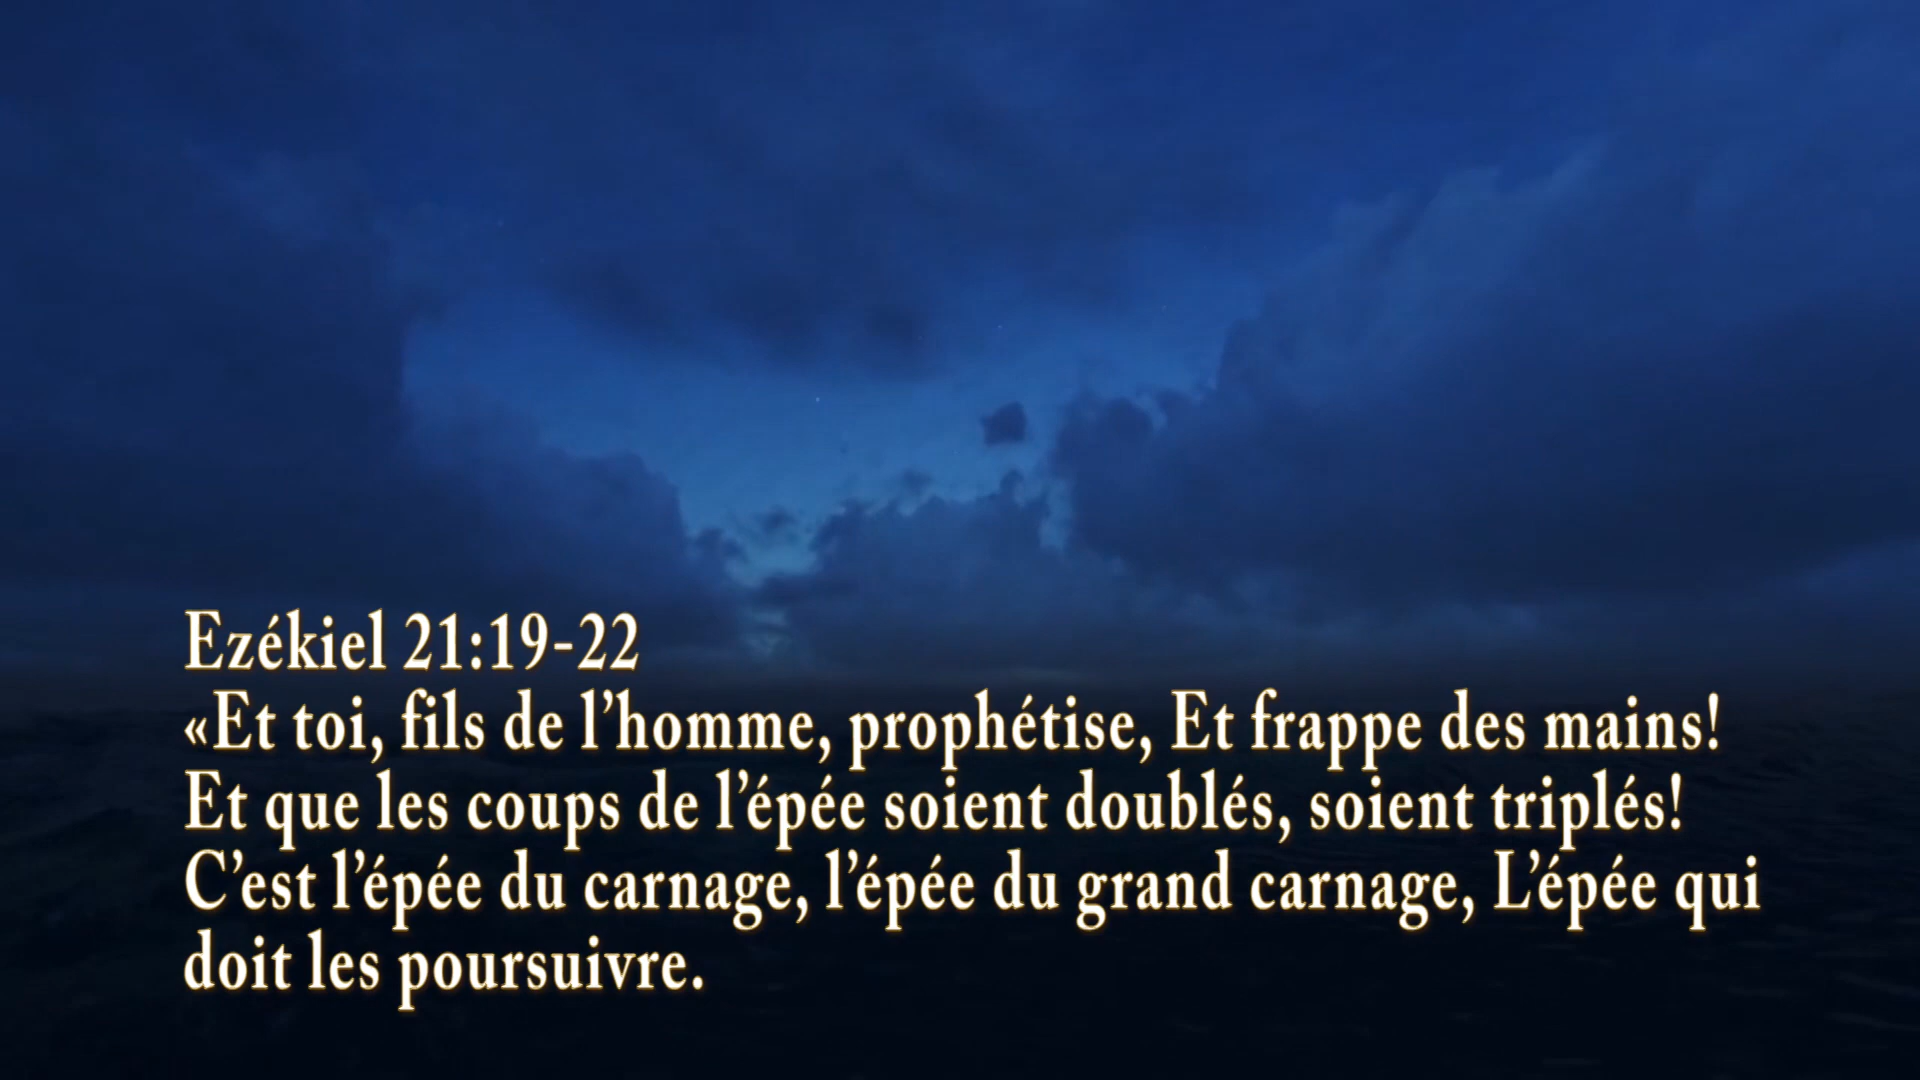 Ezékiel 21:19-22
«Et toi, fils de l’homme, prophétise, Et frappe des mains!
Et que les coups de l’épée soient doublés, soient triplés!
C’est l’épée du carnage, l’épée du grand carnage, L’épée qui
doit les poursuivre.